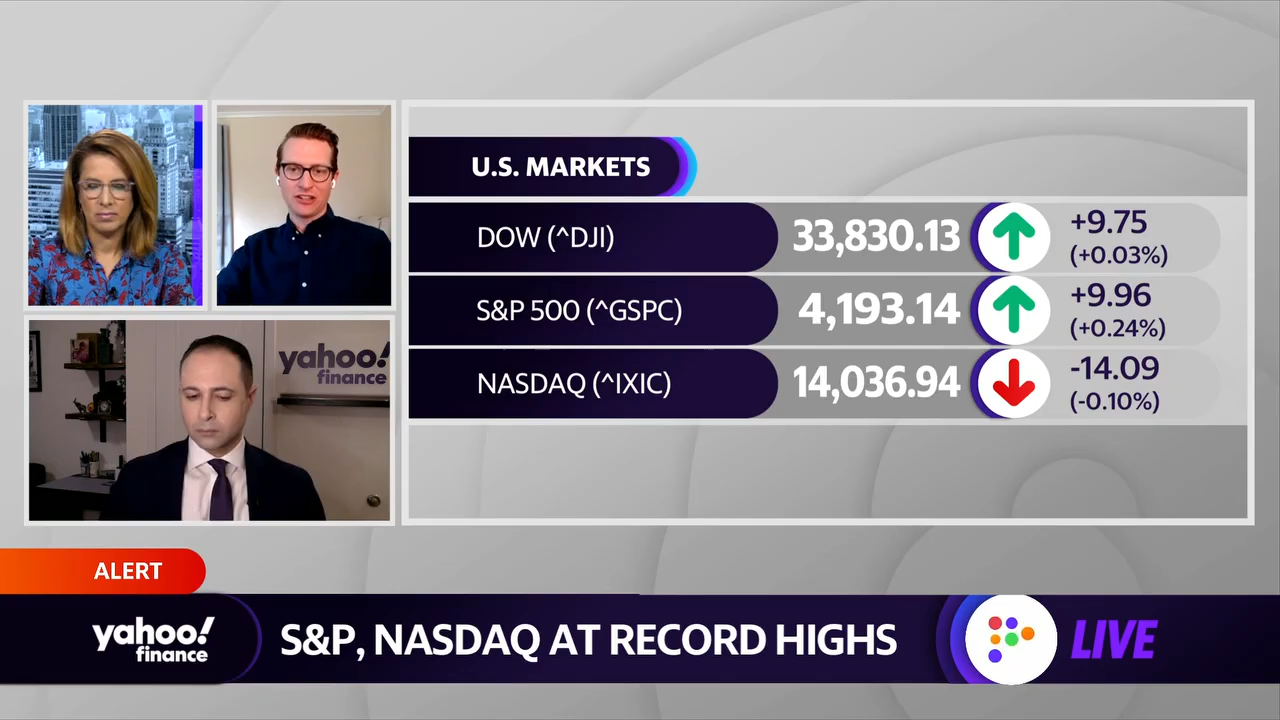 U.S. MARKETS
DOW (^DJI) 33,830.13 +9.75
(+0.03%)
S&P 500 (^GSPC) 4,193.14 +9.96
(+0.24%)
NASDAQ (^IXIC) 14,036.94 -14.09
(-0.10%)
yahoo!
finance
ALERT
yahoo!
finance
S&P, NASDAQ AT RECORD HIGHS
LIVE